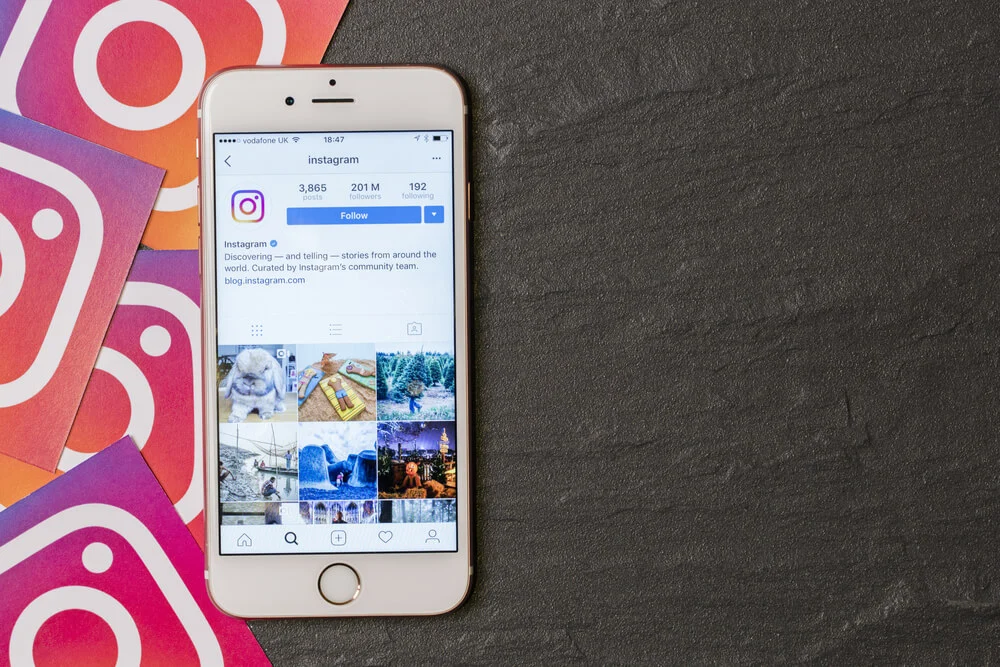 vodafone UK 18:47
instagram
3,865 201 M 192
posts followers following
Follow
Instagram
Discovering — and telling — stories from around the
world. Curated by Instagram's community team.
blog.instagram.com